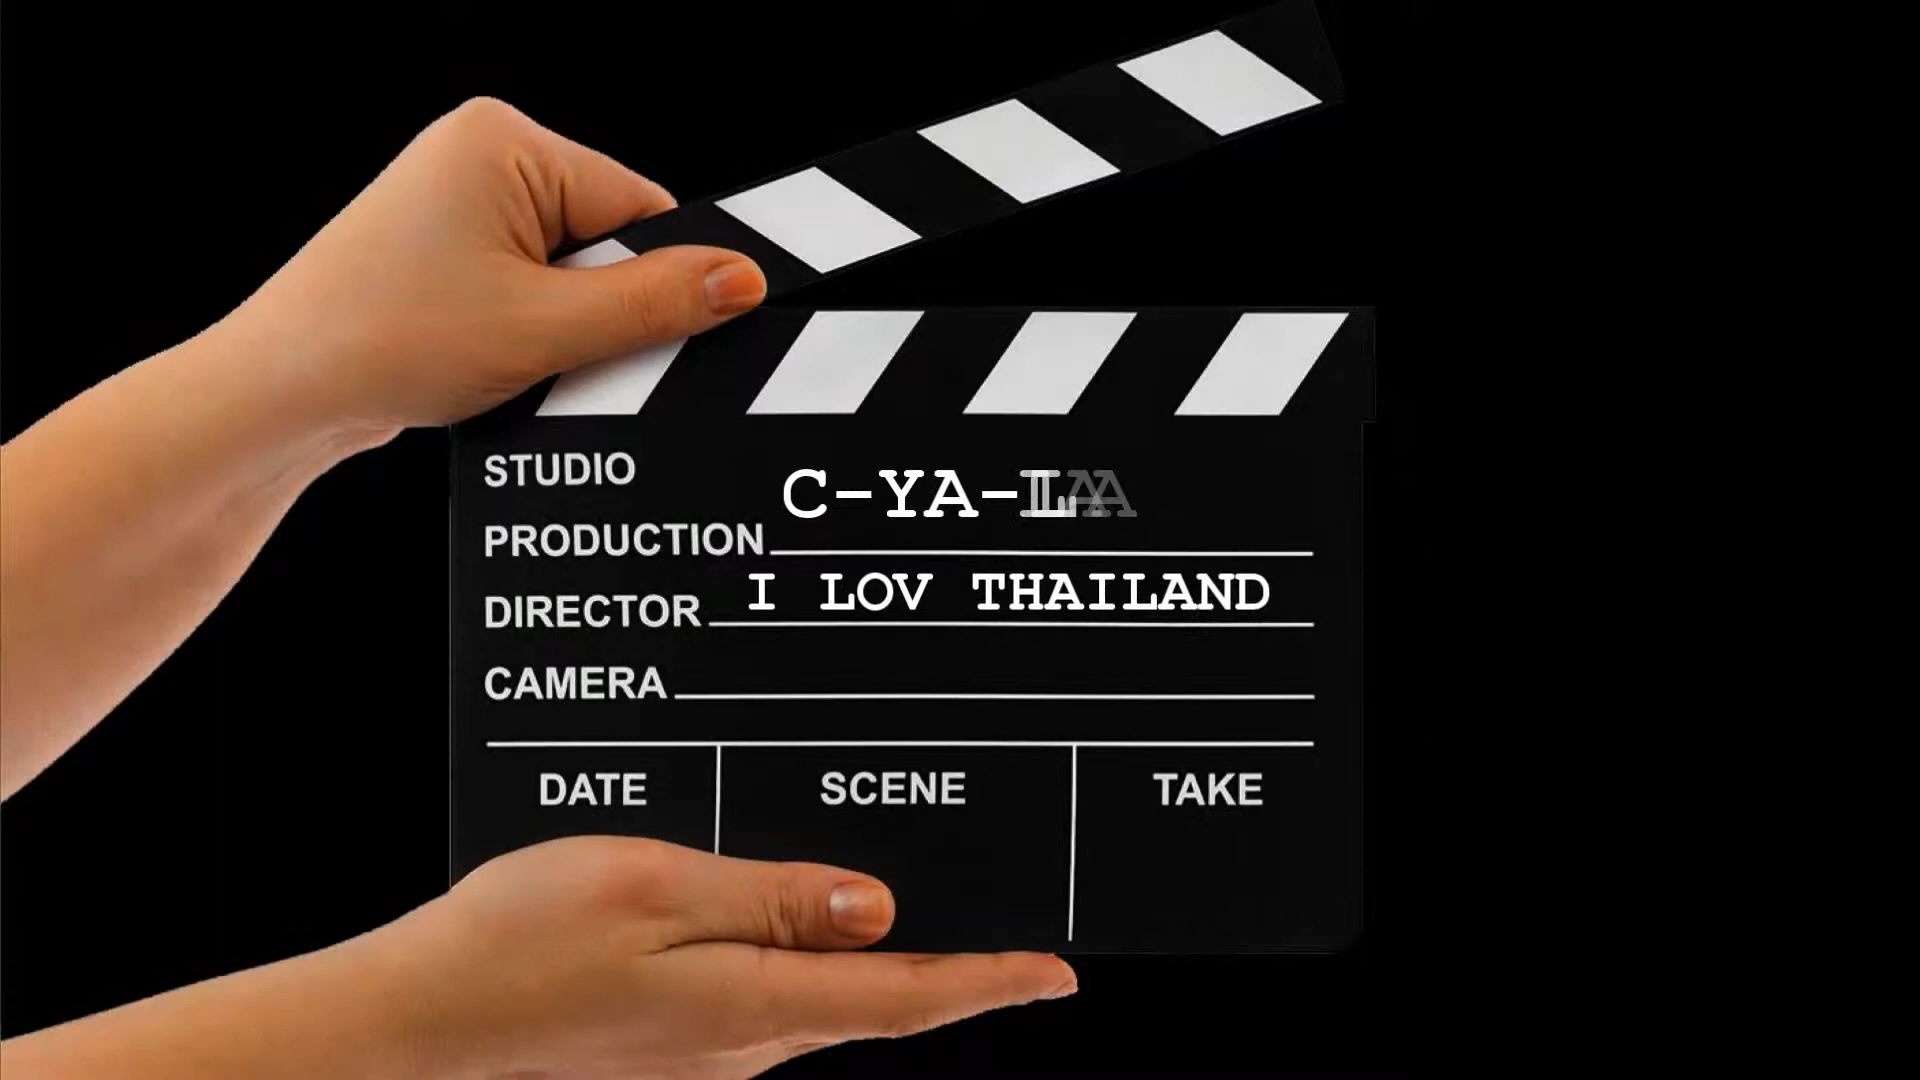 STUDIO
C-YA-LA
PRODUCTION
I LOV THAILAND
DIRECTOR
CAMERA
DATE SCENE TAKE